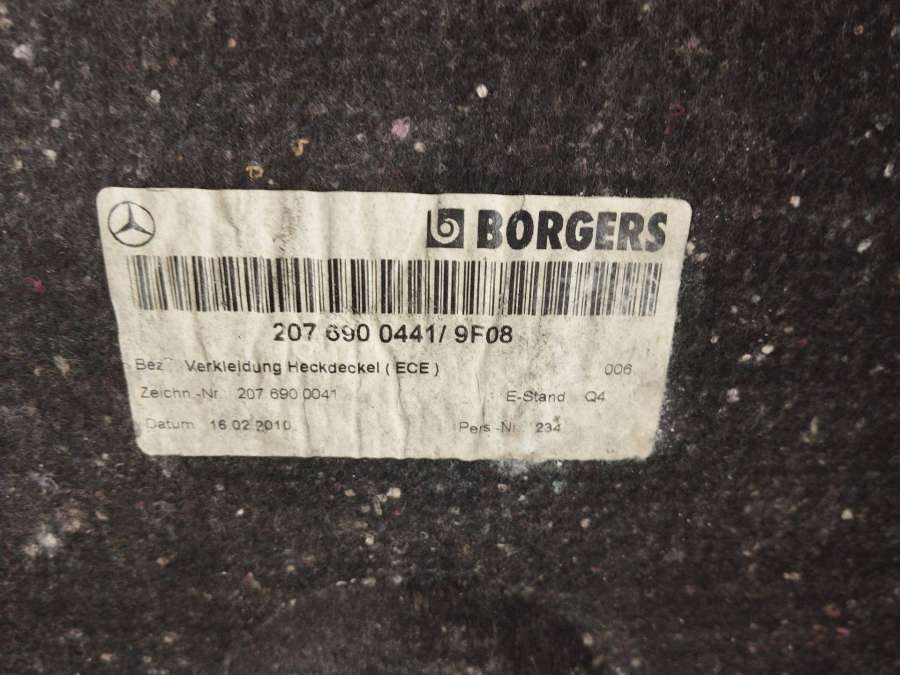 BORGERS
207 690 0441/ 9F08
Bez. Verkleidung Heckdeckel ( ECE ) 006
Zeichn.-Nr. 207 690 0041 E-Stand Q4
Datum 16.02.2010 Pers.-Nr. 234